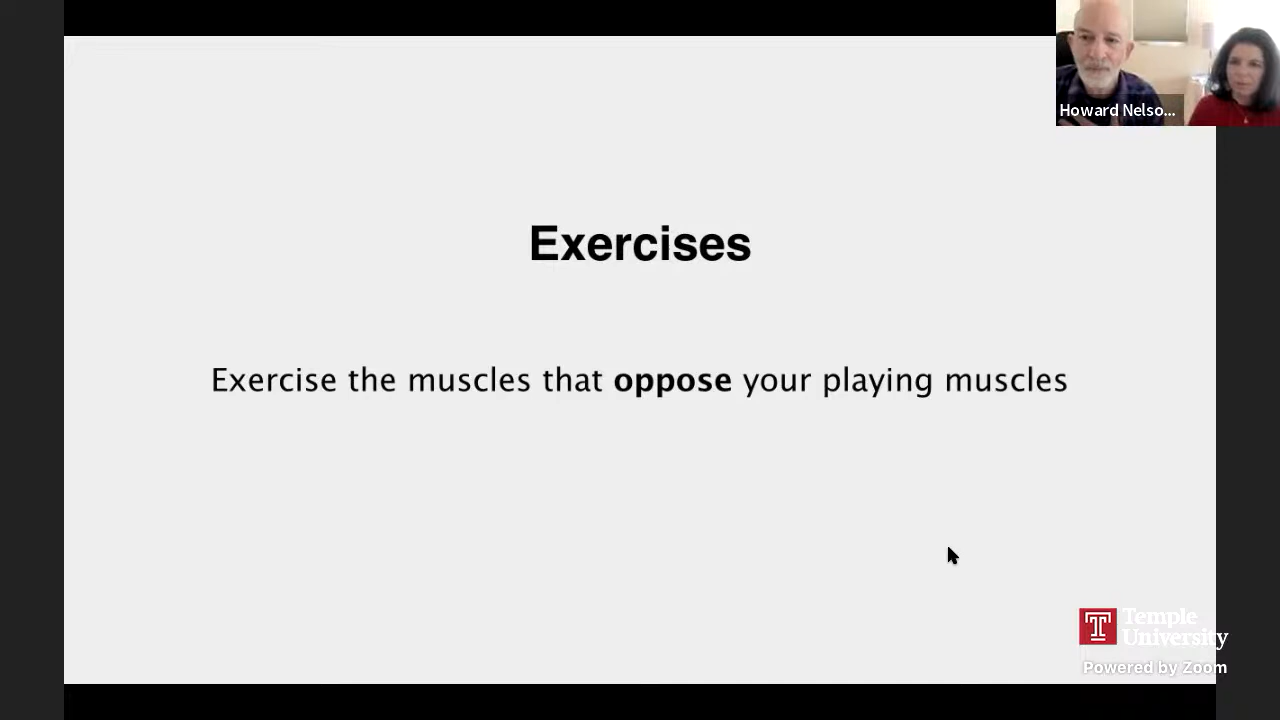 Howard Nelso...
Exercises
Exercise the muscles that oppose your playing muscles
Temple
University
Powered by Zoom